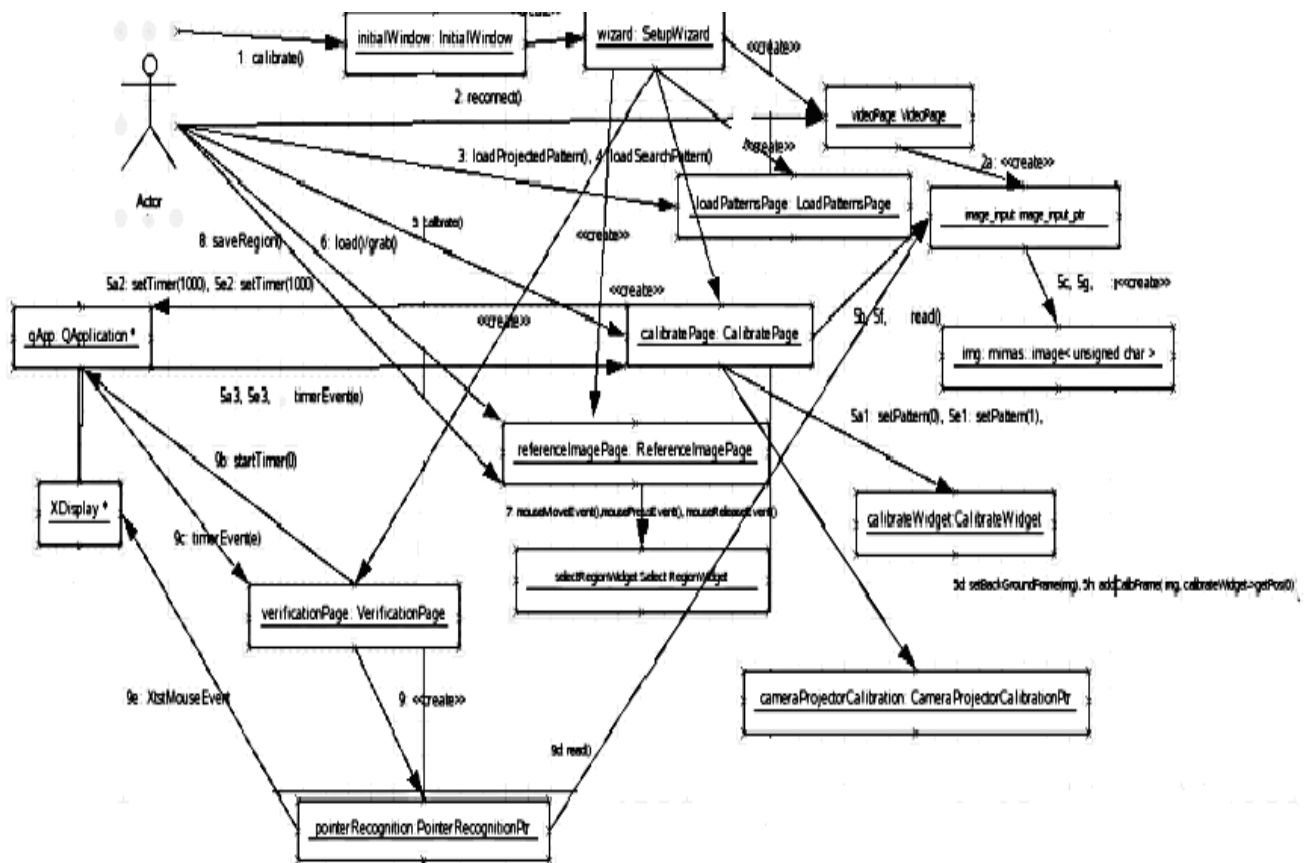 <<create>>
initialWindow: InitialWindow
wizard: SetupWizard
<<create>>
1: calibrate()
2: reconnect()
videoPage: VideoPage
<<create>>
3: loadProjectedPattern(), 4: loadSearchPattern()
2a: <<create>>
Actor
loadPatternsPage: LoadPatternsPage
image_input: image_input_ptr
8: saveRegion()
6: load()/grab()
5: calibrate()
<<create>>
5a2: setTimer(1000), 5e2: setTimer(1000)
<<create>>
5c, 5g, <<create>>
qApp: QApplication *
<<create>>
calibratePage: CalibratePage
5b, 5f, read()
img: mimas: image< unsigned char >
5a3, 5e3, timerEvent(e)
5a1: setPattern(0), 5e1: setPattern(1),
referenceImagePage: ReferenceImagePage
9b: startTimer(0)
XDisplay *
7: mouseMoveEvent(),mousePressEvent(), mouseReleaseEvent()
calibrateWidget:CalibrateWidget
9c: timerEvent(e)
selectRegionWidget: Select RegionWidget
5d: setBackGroundFrame(img), 5h: addCalibFrame( img, calibrateWidget->getPos())
verificationPage: VerificationPage
9e: XtstMouseEvent
9: <<create>>
cameraProjectorCalibration: CameraProjectorCalibrationPtr
9d: read()
pointerRecognition: PointerRecognitionPtr